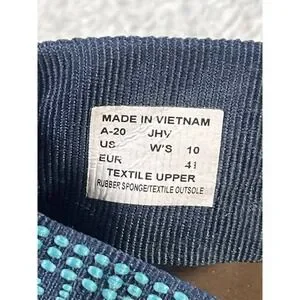 MADE IN VIETNAM
A-20 JHV
US W'S 10
EUR 41
TEXTILE UPPER
RUBBER SPONGE/TEXTILE OUTSOLE